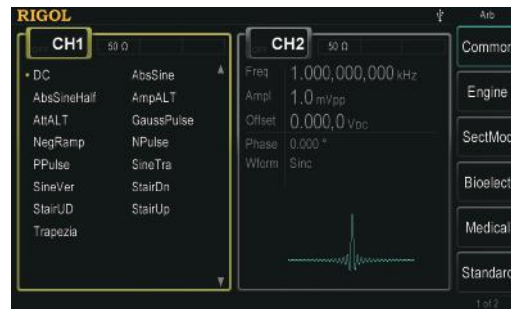 RIGOL
Arb
CH1
50 Ω
CH2
50 Ω
DC AbsSine
AbsSineHalf AmpALT
AttALT GaussPulse
NegRamp NPulse
PPulse SineTra
SineVer StairDn
StairUD StairUp
Trapezia
Freq 1.000,000,000 kHz
Ampl 1.0 mVpp
Offset 0.000,0 VDC
Phase 0.000 °
Wform Sinc
Common
Engine
SectMod
Bioelect
Medical
Standard
1 of 2